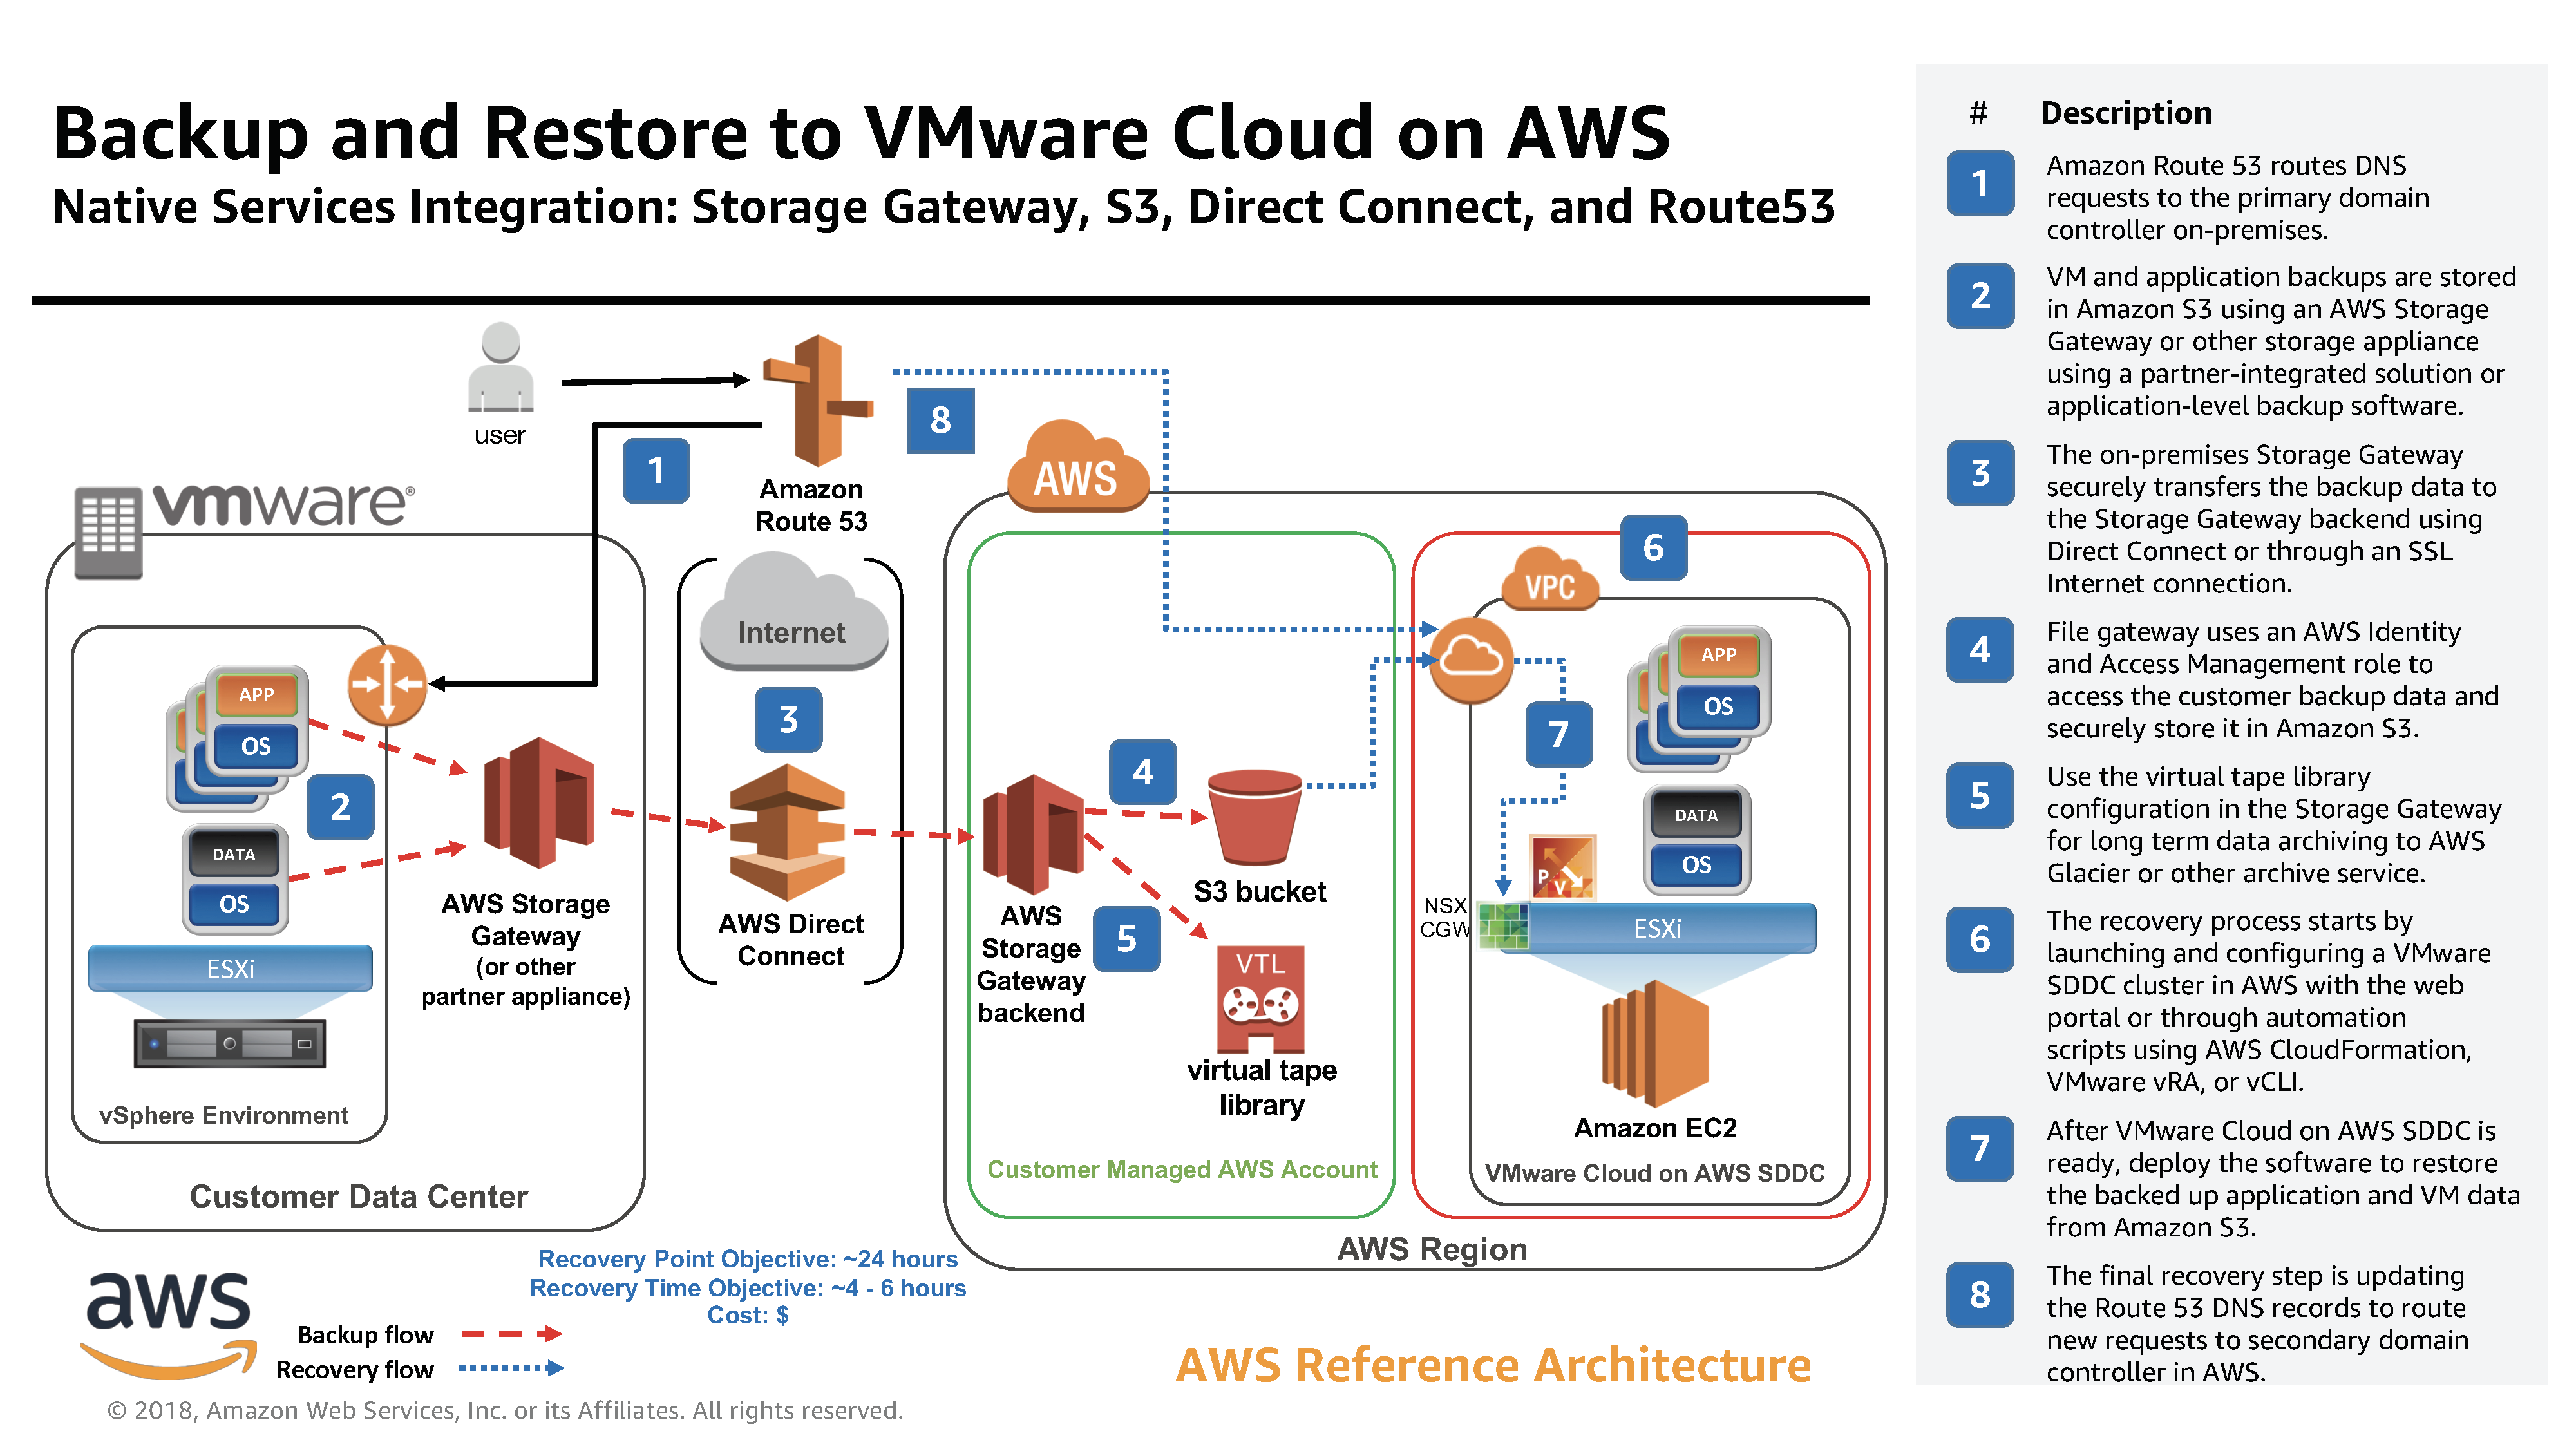 Backup and Restore to VMware Cloud on AWS
Native Services Integration: Storage Gateway, S3, Direct Connect, and Route53
user
Amazon
Route 53
8
1
vmware®
AWS
Internet
3
AWS Direct
Connect
APP
OS
2
DATA
OS
ESXi
vSphere Environment
AWS Storage
Gateway
(or other
partner appliance)
Customer Data Center
AWS
Storage
Gateway
backend
4
S3 bucket
5
VTL
virtual tape
library
Customer Managed AWS Account
6
VPC
7
APP
OS
DATA
OS
P
V
NSX
CGW
ESXi
Amazon EC2
VMware Cloud on AWS SDDC
AWS Region
Recovery Point Objective: ~24 hours
Recovery Time Objective: ~4 - 6 hours
Cost: $
aws
Backup flow
Recovery flow
AWS Reference Architecture
© 2018, Amazon Web Services, Inc. or its Affiliates. All rights reserved.
# Description
1 Amazon Route 53 routes DNS
requests to the primary domain
controller on-premises.
2 VM and application backups are stored
in Amazon S3 using an AWS Storage
Gateway or other storage appliance
using a partner-integrated solution or
application-level backup software.
3 The on-premises Storage Gateway
securely transfers the backup data to
the Storage Gateway backend using
Direct Connect or through an SSL
Internet connection.
4 File gateway uses an AWS Identity
and Access Management role to
access the customer backup data and
securely store it in Amazon S3.
5 Use the virtual tape library
configuration in the Storage Gateway
for long term data archiving to AWS
Glacier or other archive service.
6 The recovery process starts by
launching and configuring a VMware
SDDC cluster in AWS with the web
portal or through automation
scripts using AWS CloudFormation,
VMware vRA, or vCLI.
7 After VMware Cloud on AWS SDDC is
ready, deploy the software to restore
the backed up application and VM data
from Amazon S3.
8 The final recovery step is updating
the Route 53 DNS records to route
new requests to secondary domain
controller in AWS.